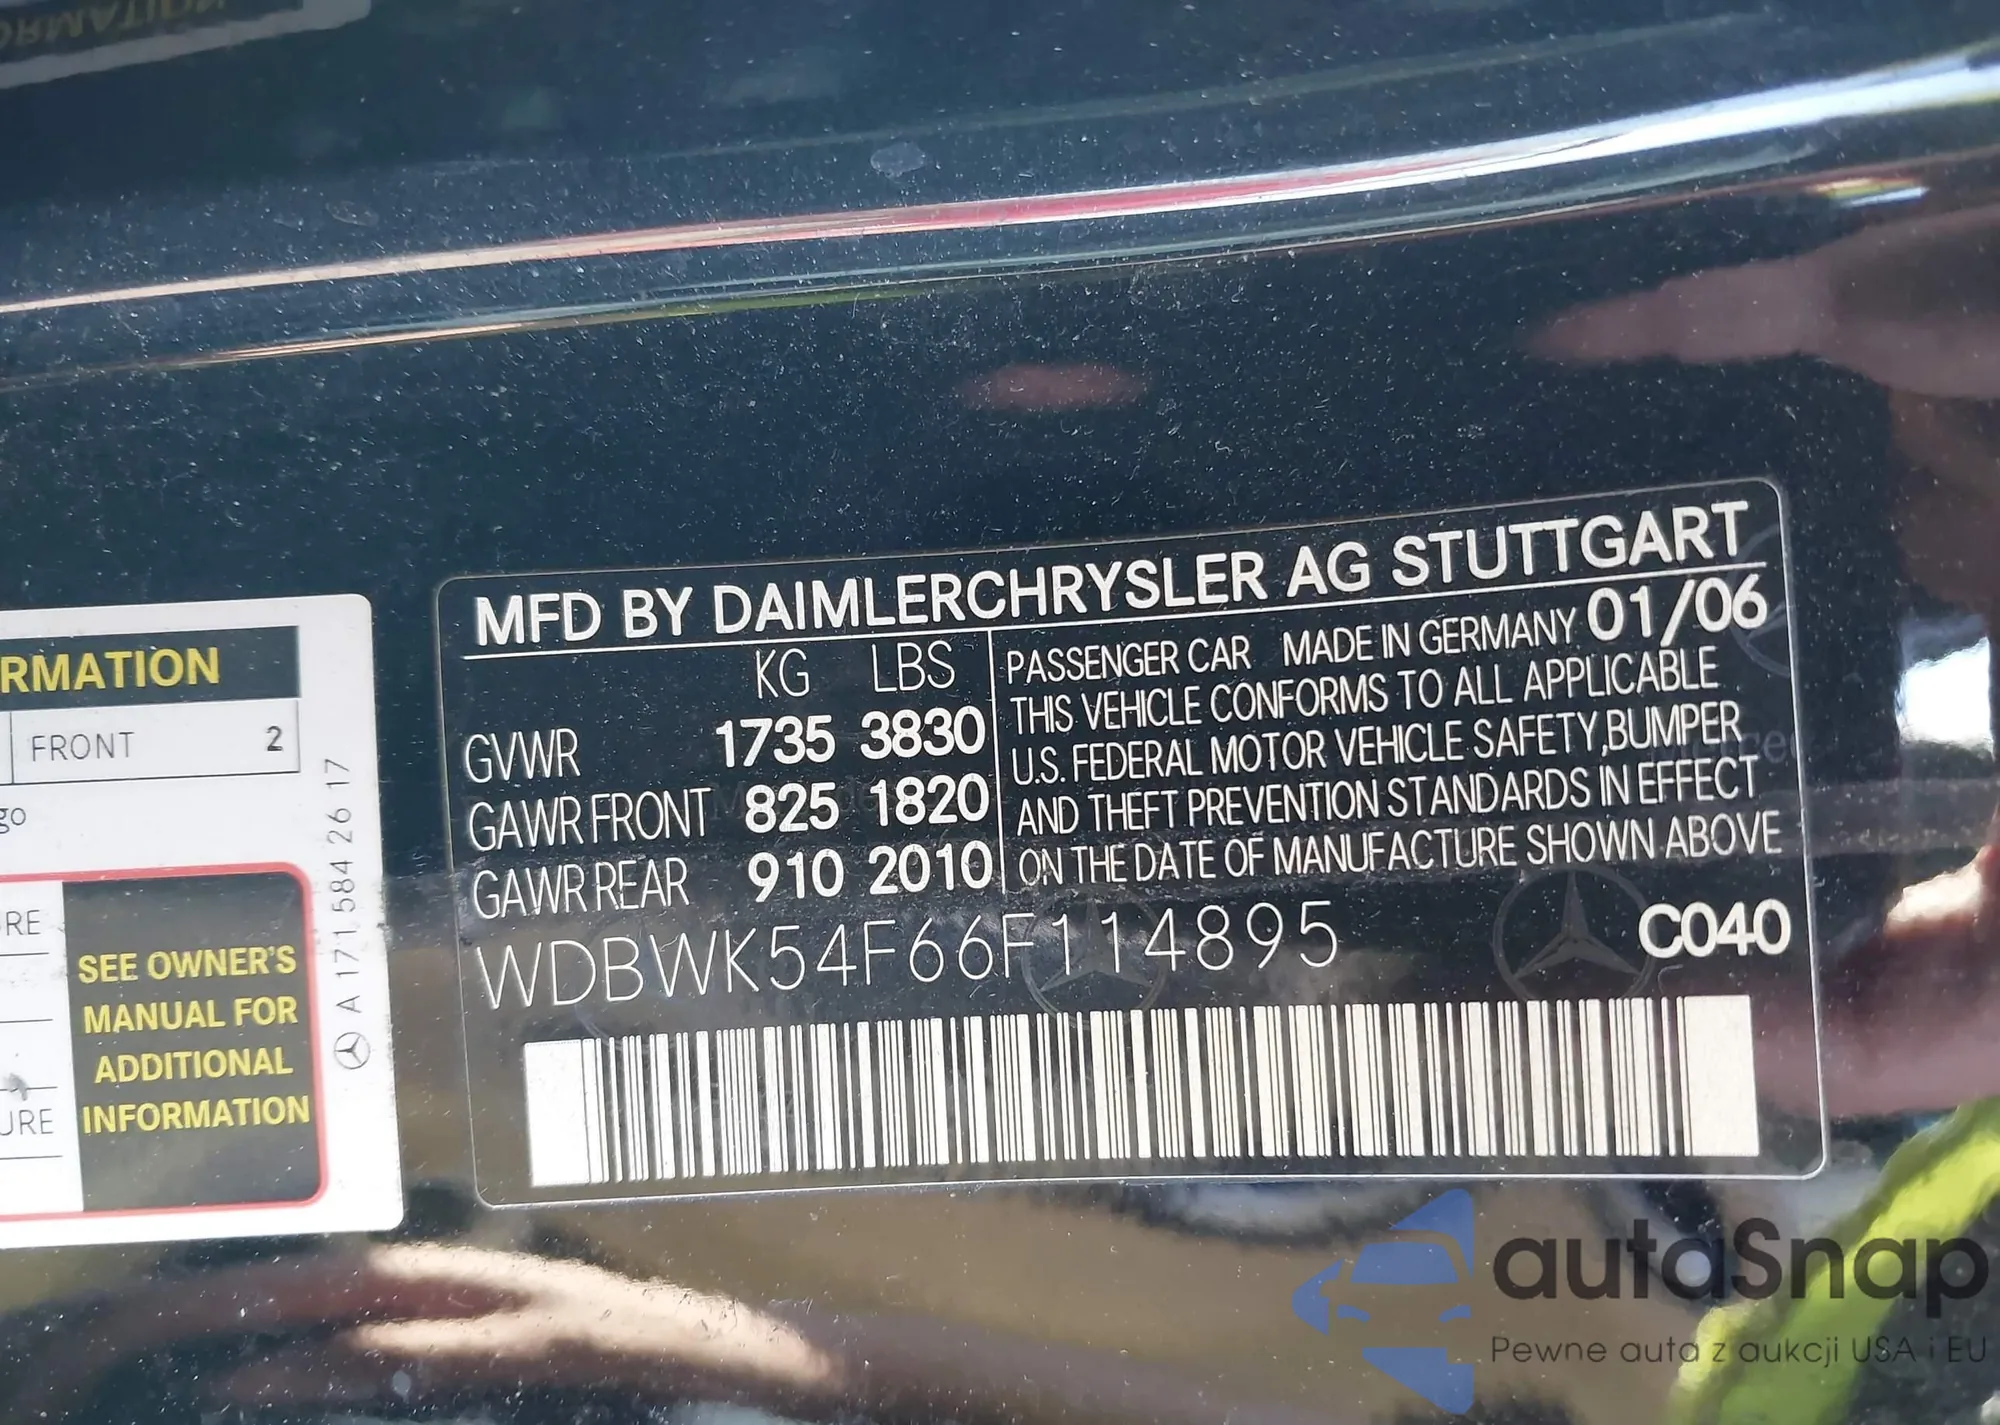 RMATION
FRONT 2
go
RE
URE
SEE OWNER'S
MANUAL FOR
ADDITIONAL
INFORMATION
A 171 584 26 17
MFD BY DAIMLERCHRYSLER AG STUTTGART
KG LBS
GVWR 1735 3830
GAWR FRONT 825 1820
GAWR REAR 910 2010
PASSENGER CAR MADE IN GERMANY 01/06
THIS VEHICLE CONFORMS TO ALL APPLICABLE
U.S. FEDERAL MOTOR VEHICLE SAFETY,BUMPER
AND THEFT PREVENTION STANDARDS IN EFFECT
ON THE DATE OF MANUFACTURE SHOWN ABOVE
WDBWK54F66F114895 C040
autaSnap
Pewne auta z aukcji USA i EU